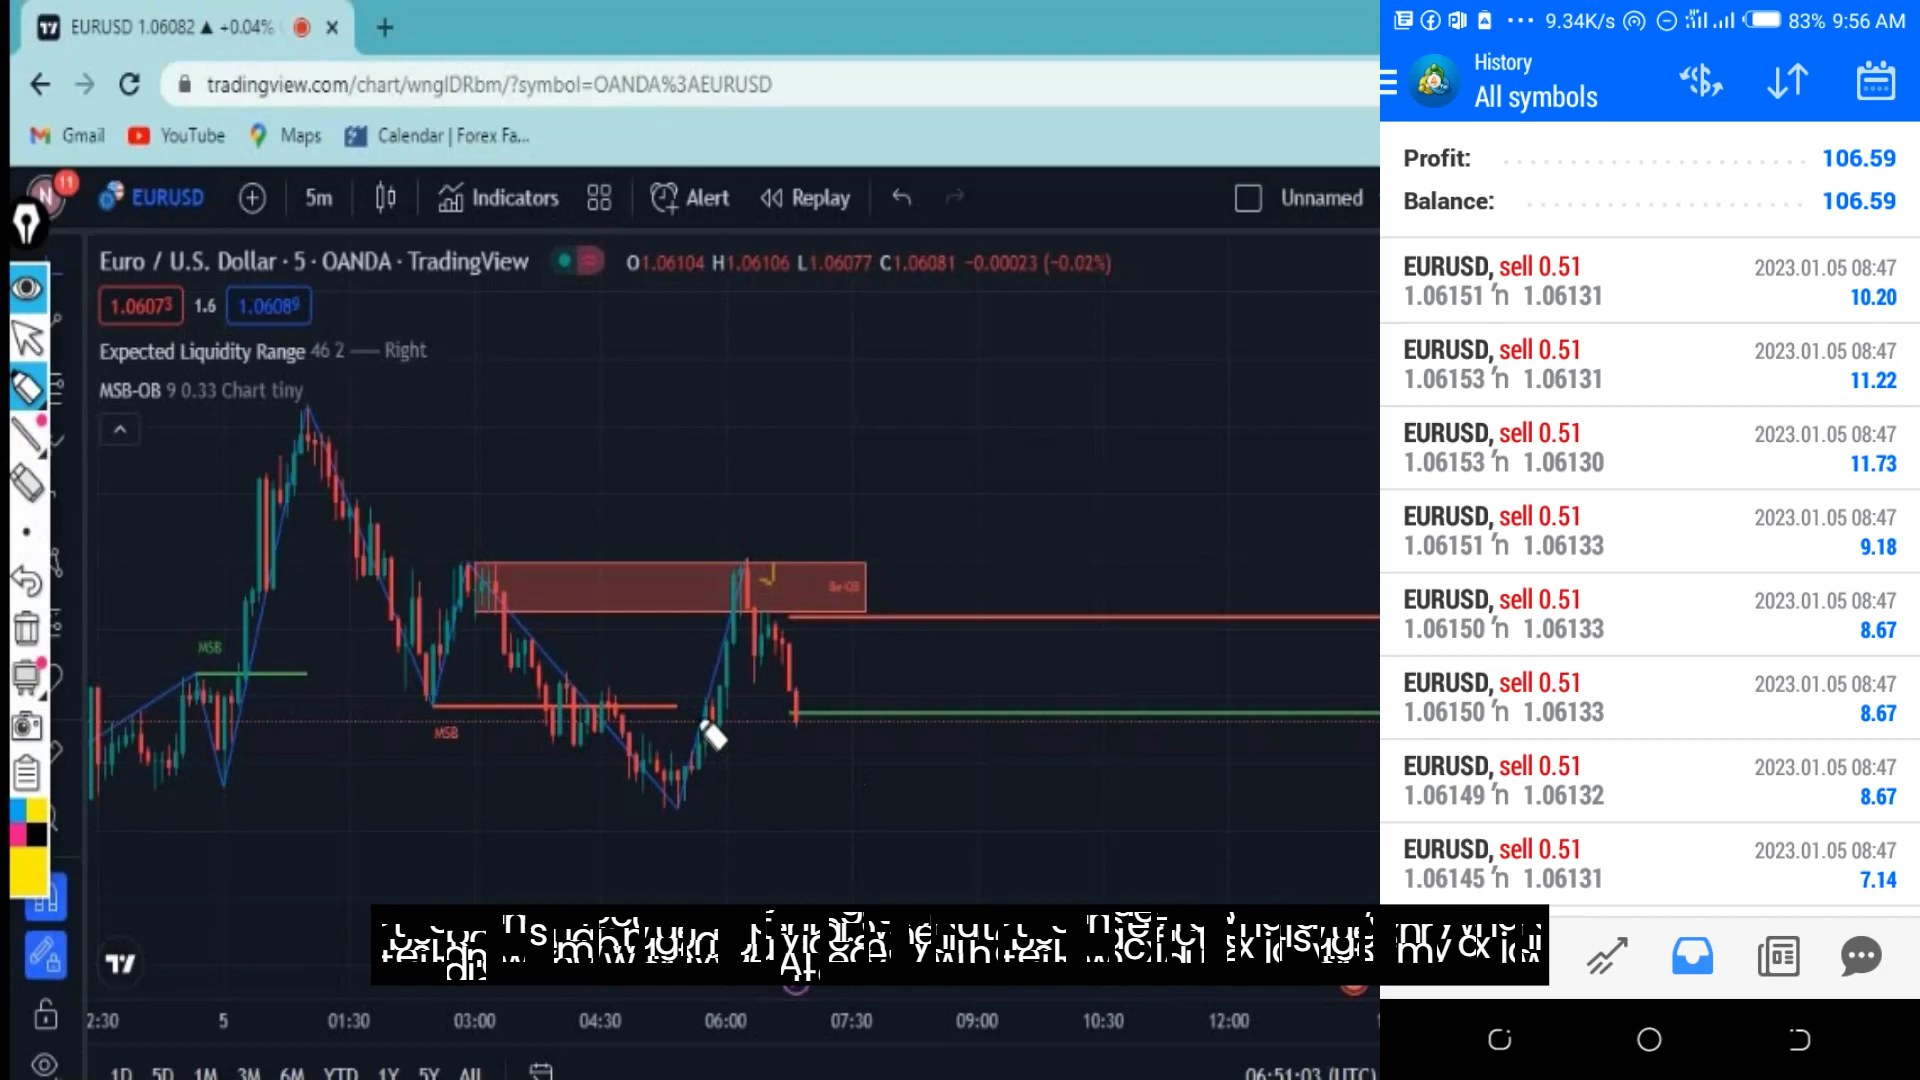 EURUSD 1.06082 ▲ +0.04%
tradingview.com/chart/wnglDRbm/?symbol=OANDA%3AEURUSD
Gmail YouTube Maps Calendar | Forex Fa...
N 11 EURUSD 5m Indicators Alert Replay Unnamed
Euro / U.S. Dollar · 5 · OANDA · TradingView O1.06104 H1.06106 L1.06077 C1.06081 −0.00023 (−0.02%)
1.06073 1.6 1.06089
Expected Liquidity Range 46 2 Right
MSB-OB 9 0.33 Chart tiny
Be-OB
MSB
MSB
2:30 5 01:30 03:00 04:30 06:00 07:30 09:00 10:30 12:00
1D 5D 1M 3M 6M YTD 1Y 5Y All 06:51:03 (UTC)
9.34K/s 83% 9:56 AM
History
All symbols
Profit: 106.59
Balance: 106.59
EURUSD, sell 0.51 2023.01.05 08:47
1.06151 1.06131 10.20
EURUSD, sell 0.51 2023.01.05 08:47
1.06153 1.06131 11.22
EURUSD, sell 0.51 2023.01.05 08:47
1.06153 1.06130 11.73
EURUSD, sell 0.51 2023.01.05 08:47
1.06151 1.06133 9.18
EURUSD, sell 0.51 2023.01.05 08:47
1.06150 1.06133 8.67
EURUSD, sell 0.51 2023.01.05 08:47
1.06150 1.06133 8.67
EURUSD, sell 0.51 2023.01.05 08:47
1.06149 1.06132 8.67
EURUSD, sell 0.51 2023.01.05 08:47
1.06145 1.06131 7.14